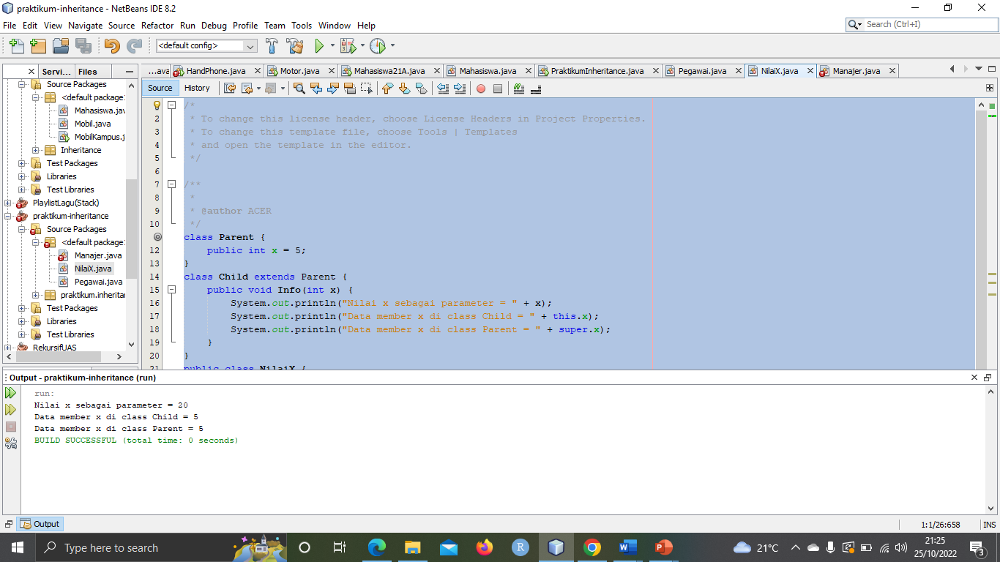 praktikum-inheritance - NetBeans IDE 8.2
File Edit View Navigate Source Refactor Run Debug Profile Team Tools Window Help
Search (Ctrl+I)
<default config>
Servi... Files
...ava HandPhone.java Motor.java Mahasiswa21A.java Mahasiswa.java PraktikumInheritance.java Pegawai.java NilaiX.java Manajer.java
Source History
Source Packages
<default package>
Mahasiswa.jav
Mobil.java
MobilKampus.j
Inheritance
Test Packages
Libraries
Test Libraries
PlaylistLagu(Stack)
praktikum-inheritance
Source Packages
<default package>
Manajer.java
NilaiX.java
Pegawai.java
praktikum.inheritar
Test Packages
Libraries
Test Libraries
RekursifUAS
/*
2 * To change this license header, choose License Headers in Project Properties.
3 * To change this template file, choose Tools | Templates
4 * and open the template in the editor.
5 */
6
7 /**
8 *
9 * @author ACER
10 */
class Parent {
12 public int x = 5;
13 }
14 class Child extends Parent {
15 public void Info(int x) {
16 System.out.println("Nilai x sebagai parameter = " + x);
17 System.out.println("Data member x di class Child = " + this.x);
18 System.out.println("Data member x di class Parent = " + super.x);
19 }
20 }
21 public class NilaiX {
Output - praktikum-inheritance (run)
run:
Nilai x sebagai parameter = 20
Data member x di class Child = 5
Data member x di class Parent = 5
BUILD SUCCESSFUL (total time: 0 seconds)
Output
1:1/26:658 INS
Type here to search
21°C
21:25
25/10/2022
3